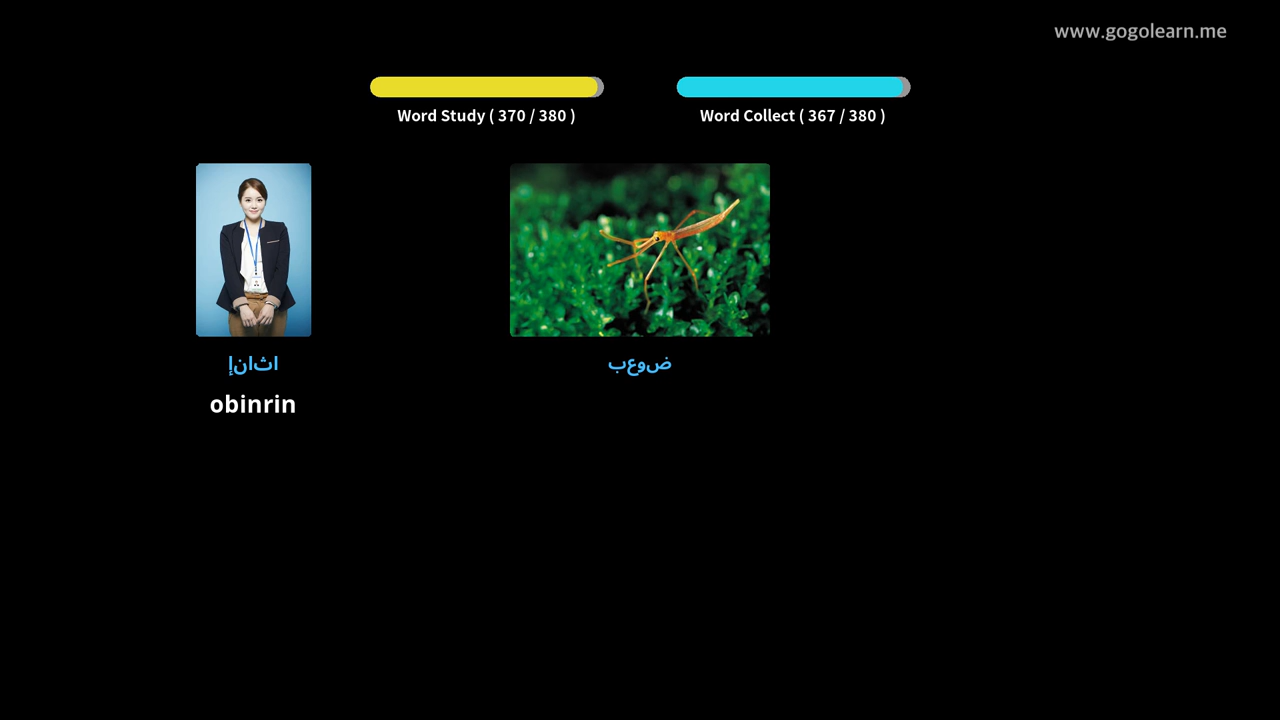 www.gogolearn.me
Word Study ( 370 / 380 )
Word Collect ( 367 / 380 )
اثانإ
ضوعب
obinrin